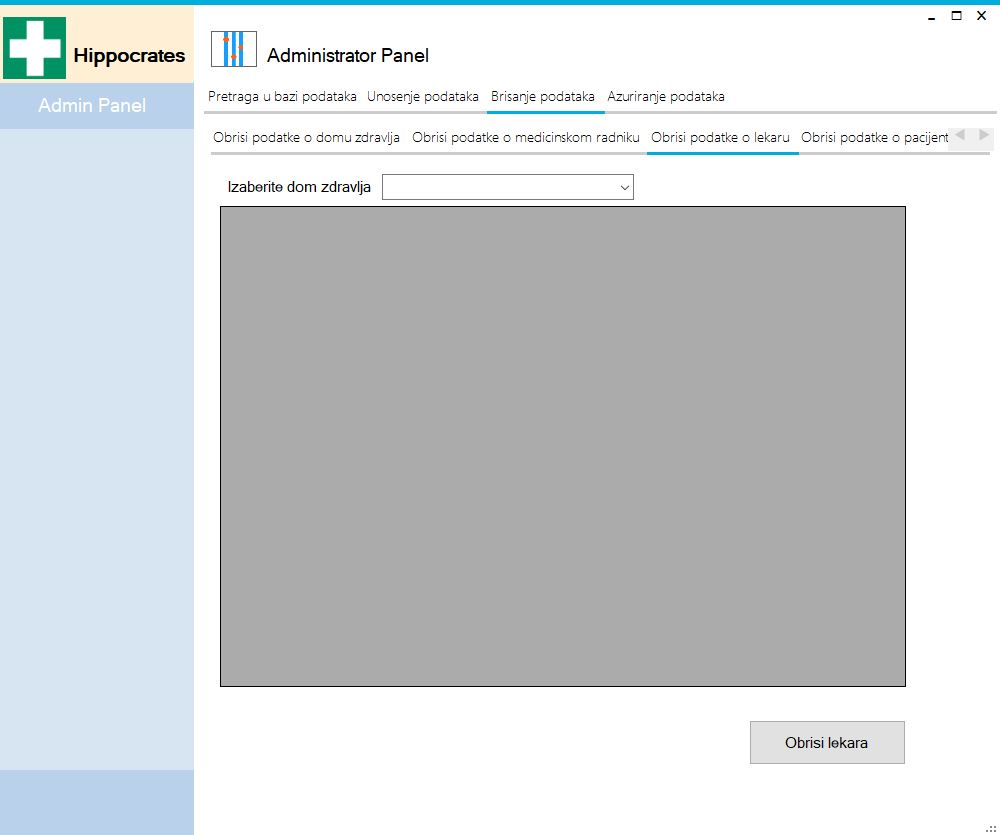 Hippocrates
Administrator Panel
Admin Panel
Pretraga u bazi podataka Unosenje podataka Brisanje podataka Azuriranje podataka
Obrisi podatke o domu zdravlja Obrisi podatke o medicinskom radniku Obrisi podatke o lekaru Obrisi podatke o pacijent
Izaberite dom zdravlja
Obrisi lekara